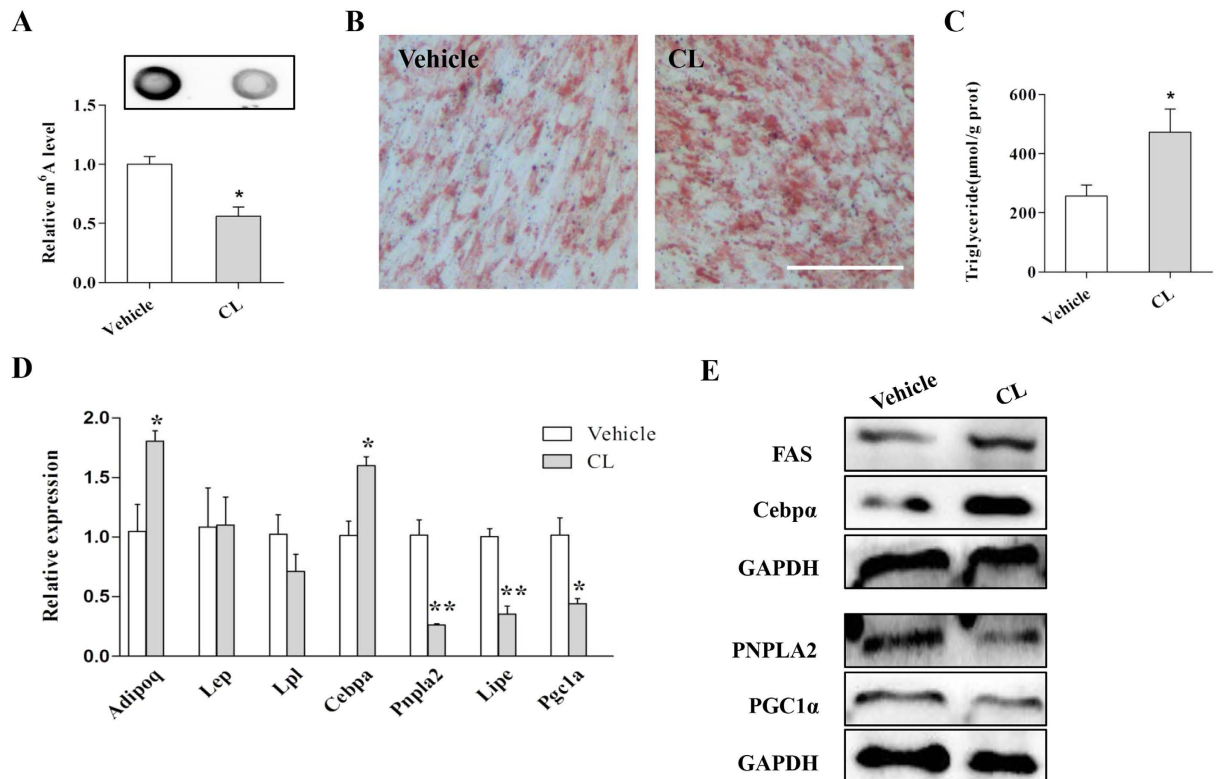 A
Relative m⁶A level
1.5
1.0
0.5
0.0
*
Vehicle
CL
B
Vehicle
CL
C
Triglyceride(μmol/g prot)
600
400
200
0
*
Vehicle
CL
D
Relative expression
2.0
1.5
1.0
0.5
0.0
Vehicle
CL
* * ** ** *
Adipoq Lep Lpl Cebpa Pnpla2 Lipe Pgc1a
E
Vehicle CL
FAS
Cebpα
GAPDH
PNPLA2
PGC1α
GAPDH